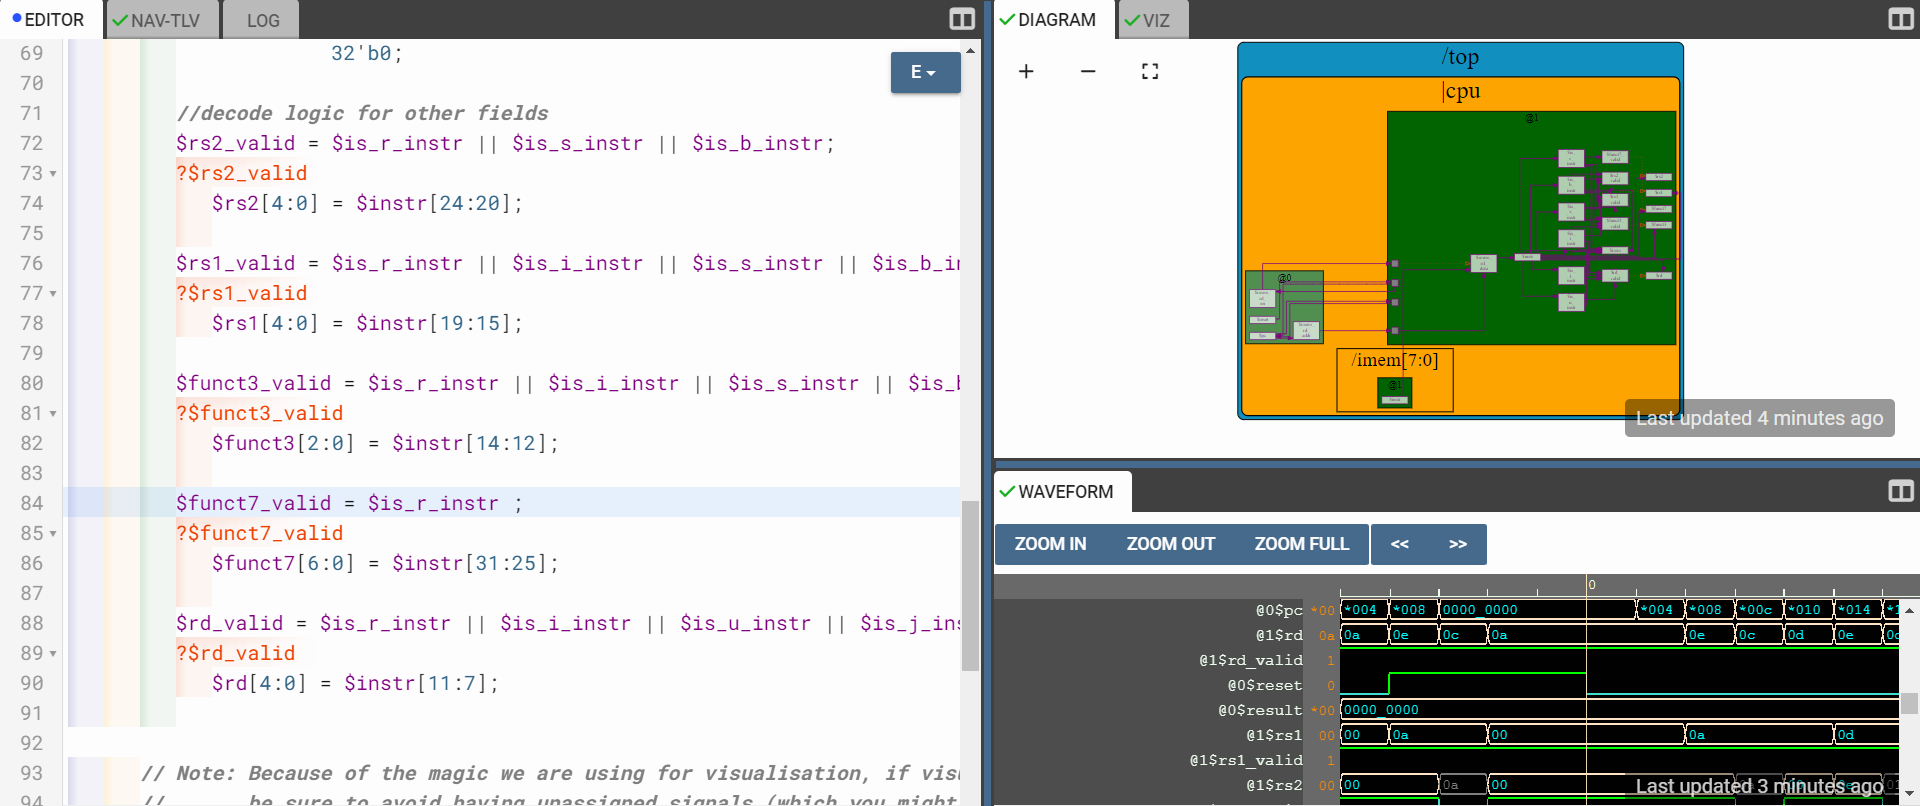 EDITOR
NAV-TLV
LOG
E
69 32'b0;
70
71 //decode logic for other fields
72 $rs2_valid = $is_r_instr || $is_s_instr || $is_b_instr;
73 ?$rs2_valid
74 $rs2[4:0] = $instr[24:20];
75
76 $rs1_valid = $is_r_instr || $is_i_instr || $is_s_instr || $is_b_in
77 ?$rs1_valid
78 $rs1[4:0] = $instr[19:15];
79
80 $funct3_valid = $is_r_instr || $is_i_instr || $is_s_instr || $is_b
81 ?$funct3_valid
82 $funct3[2:0] = $instr[14:12];
83
84 $funct7_valid = $is_r_instr ;
85 ?$funct7_valid
86 $funct7[6:0] = $instr[31:25];
87
88 $rd_valid = $is_r_instr || $is_i_instr || $is_u_instr || $is_j_ins
89 ?$rd_valid
90 $rd[4:0] = $instr[11:7];
91
92
93 // Note: Because of the magic we are using for visualisation, if visu
94 // be sure to avoid having unassigned signals (which you might
DIAGRAM
VIZ
/top
|cpu
@1
@0
/imem[7:0]
@1
Last updated 4 minutes ago
WAVEFORM
ZOOM IN
ZOOM OUT
ZOOM FULL
<<
>>
0
@0$pc *00 *004 *008 0000_0000 *004 *008 *00c *010 *014
@1$rd 0a 0a 0e 0c 0a 0e 0c 0d 0e
@1$rd_valid 1
@0$reset 0
@0$result *00 0000_0000
@1$rs1 00 00 0a 00 0a 0d
@1$rs1_valid 1
@1$rs2 00 00 0a 00
Last updated 3 minutes ago